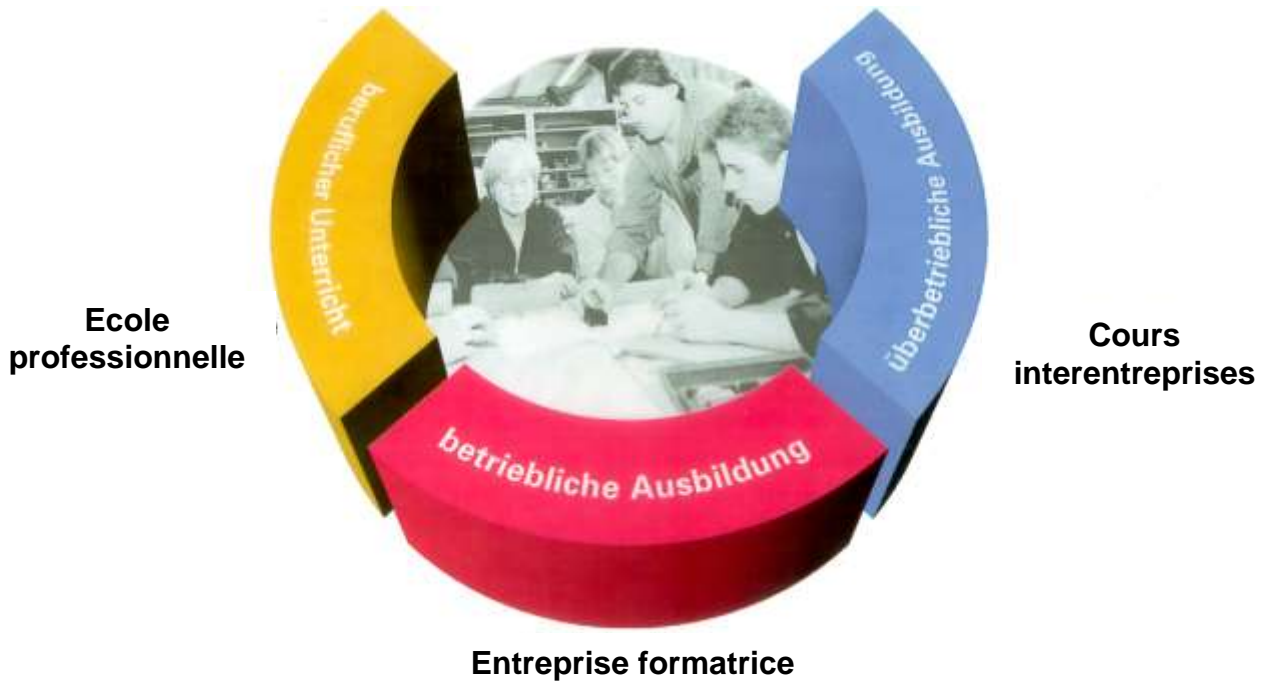 beruflicher Unterricht
überbetriebliche Ausbildung
Ecole
professionnelle
Cours
interentreprises
betriebliche Ausbildung
Entreprise formatrice